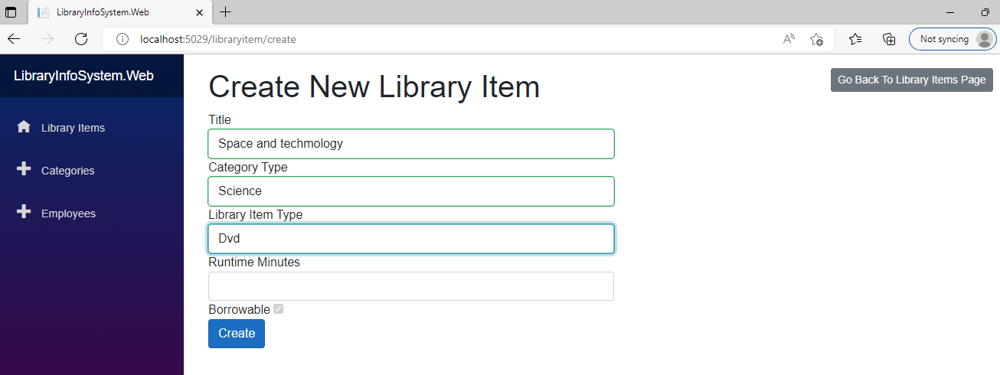 LibraryInfoSystem.Web
localhost:5029/libraryitem/create
Not syncing
LibraryInfoSystem.Web
Library Items
Categories
Employees
Create New Library Item
Go Back To Library Items Page
Title
Space and techmology
Category Type
Science
Library Item Type
Dvd
Runtime Minutes
Borrowable
Create